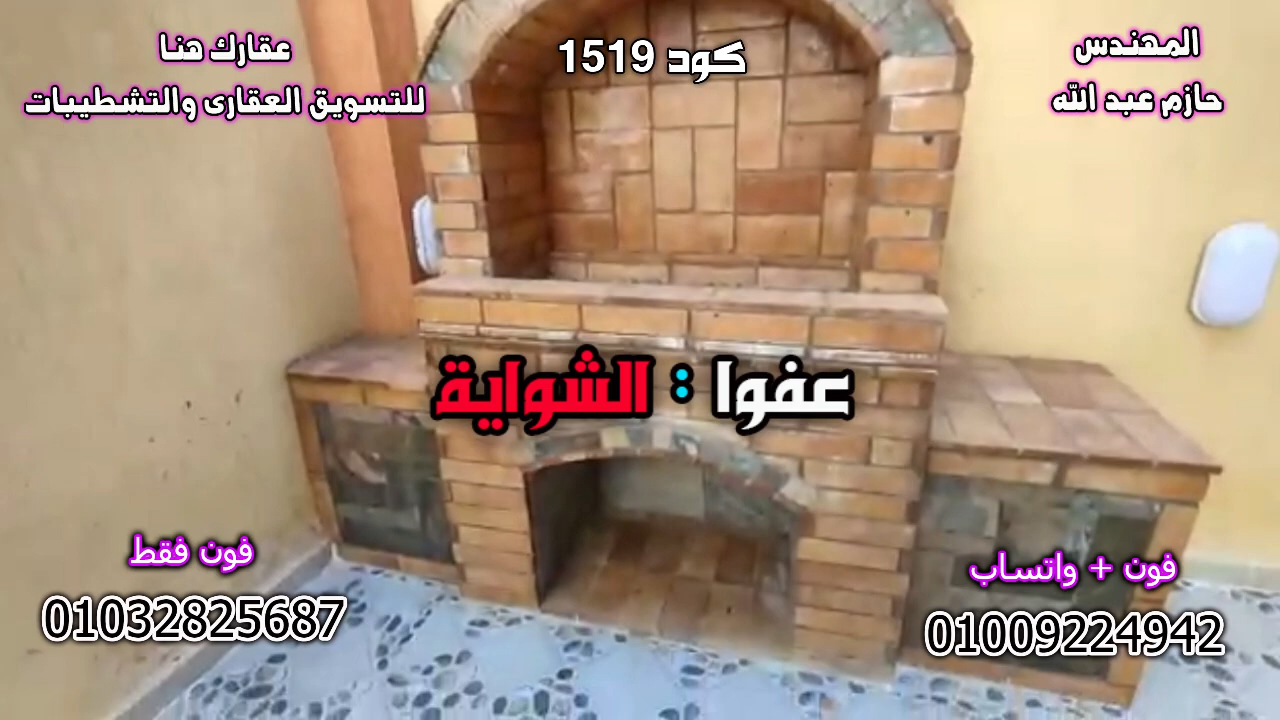 المهندس
حازم عبد الله
كود 1519
عقارك هنا
للتسويق العقارى والتشطيبات
عفوا : الشواية
فون + واتساب
01009224942
فون فقط
01032825687